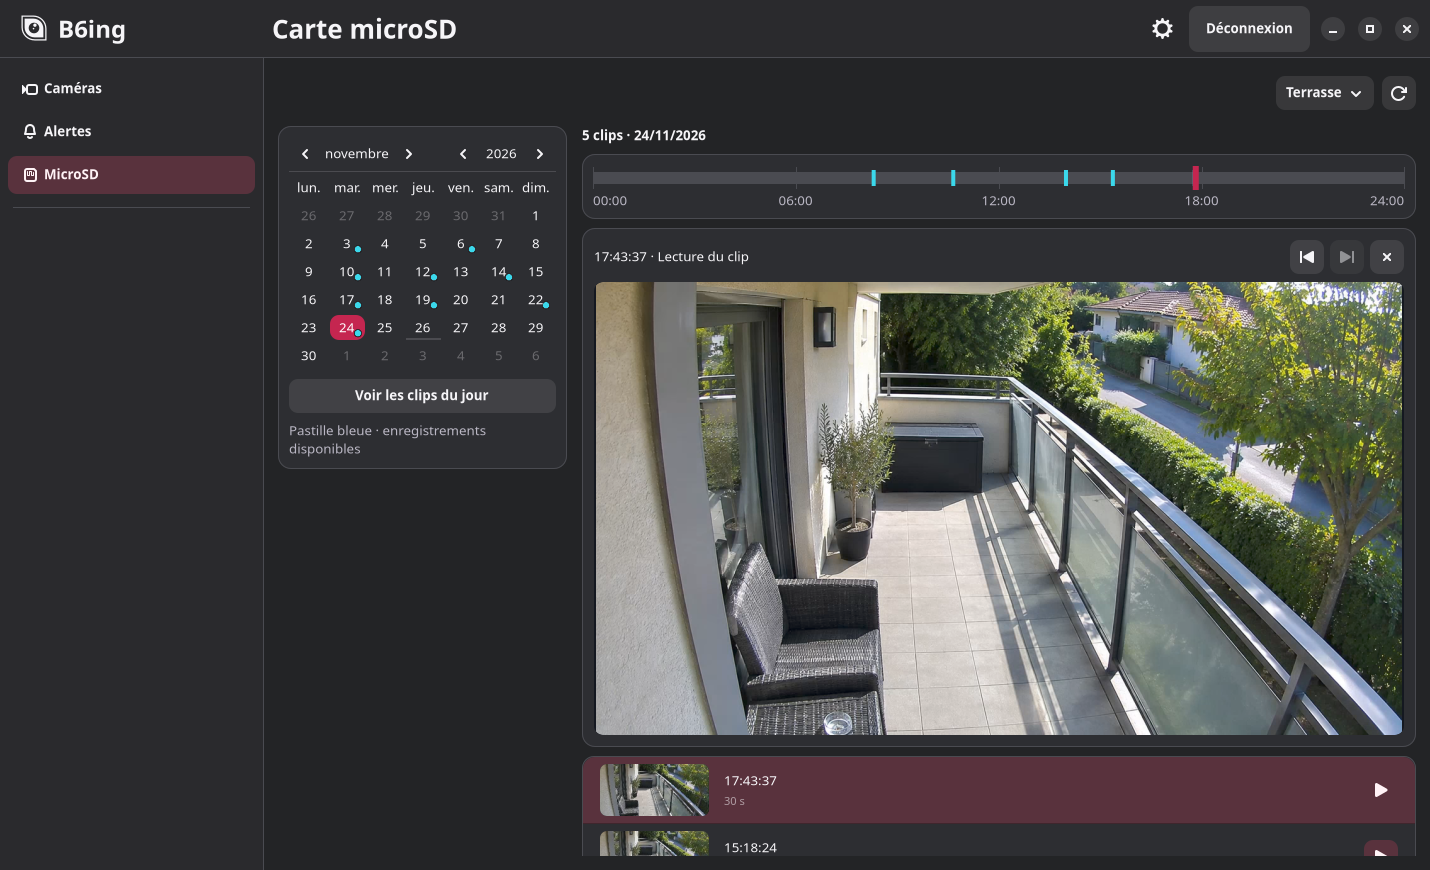 B6ing
Carte microSD
Déconnexion
Caméras
Alertes
MicroSD
Terrasse
novembre 2026
lun. mar. mer. jeu. ven. sam. dim.
26 27 28 29 30 31 1
2 3 4 5 6 7 8
9 10 11 12 13 14 15
16 17 18 19 20 21 22
23 24 25 26 27 28 29
30 1 2 3 4 5 6
Voir les clips du jour
Pastille bleue · enregistrements
disponibles
5 clips · 24/11/2026
00:00 06:00 12:00 18:00 24:00
17:43:37 · Lecture du clip
17:43:37
30 s
15:18:24